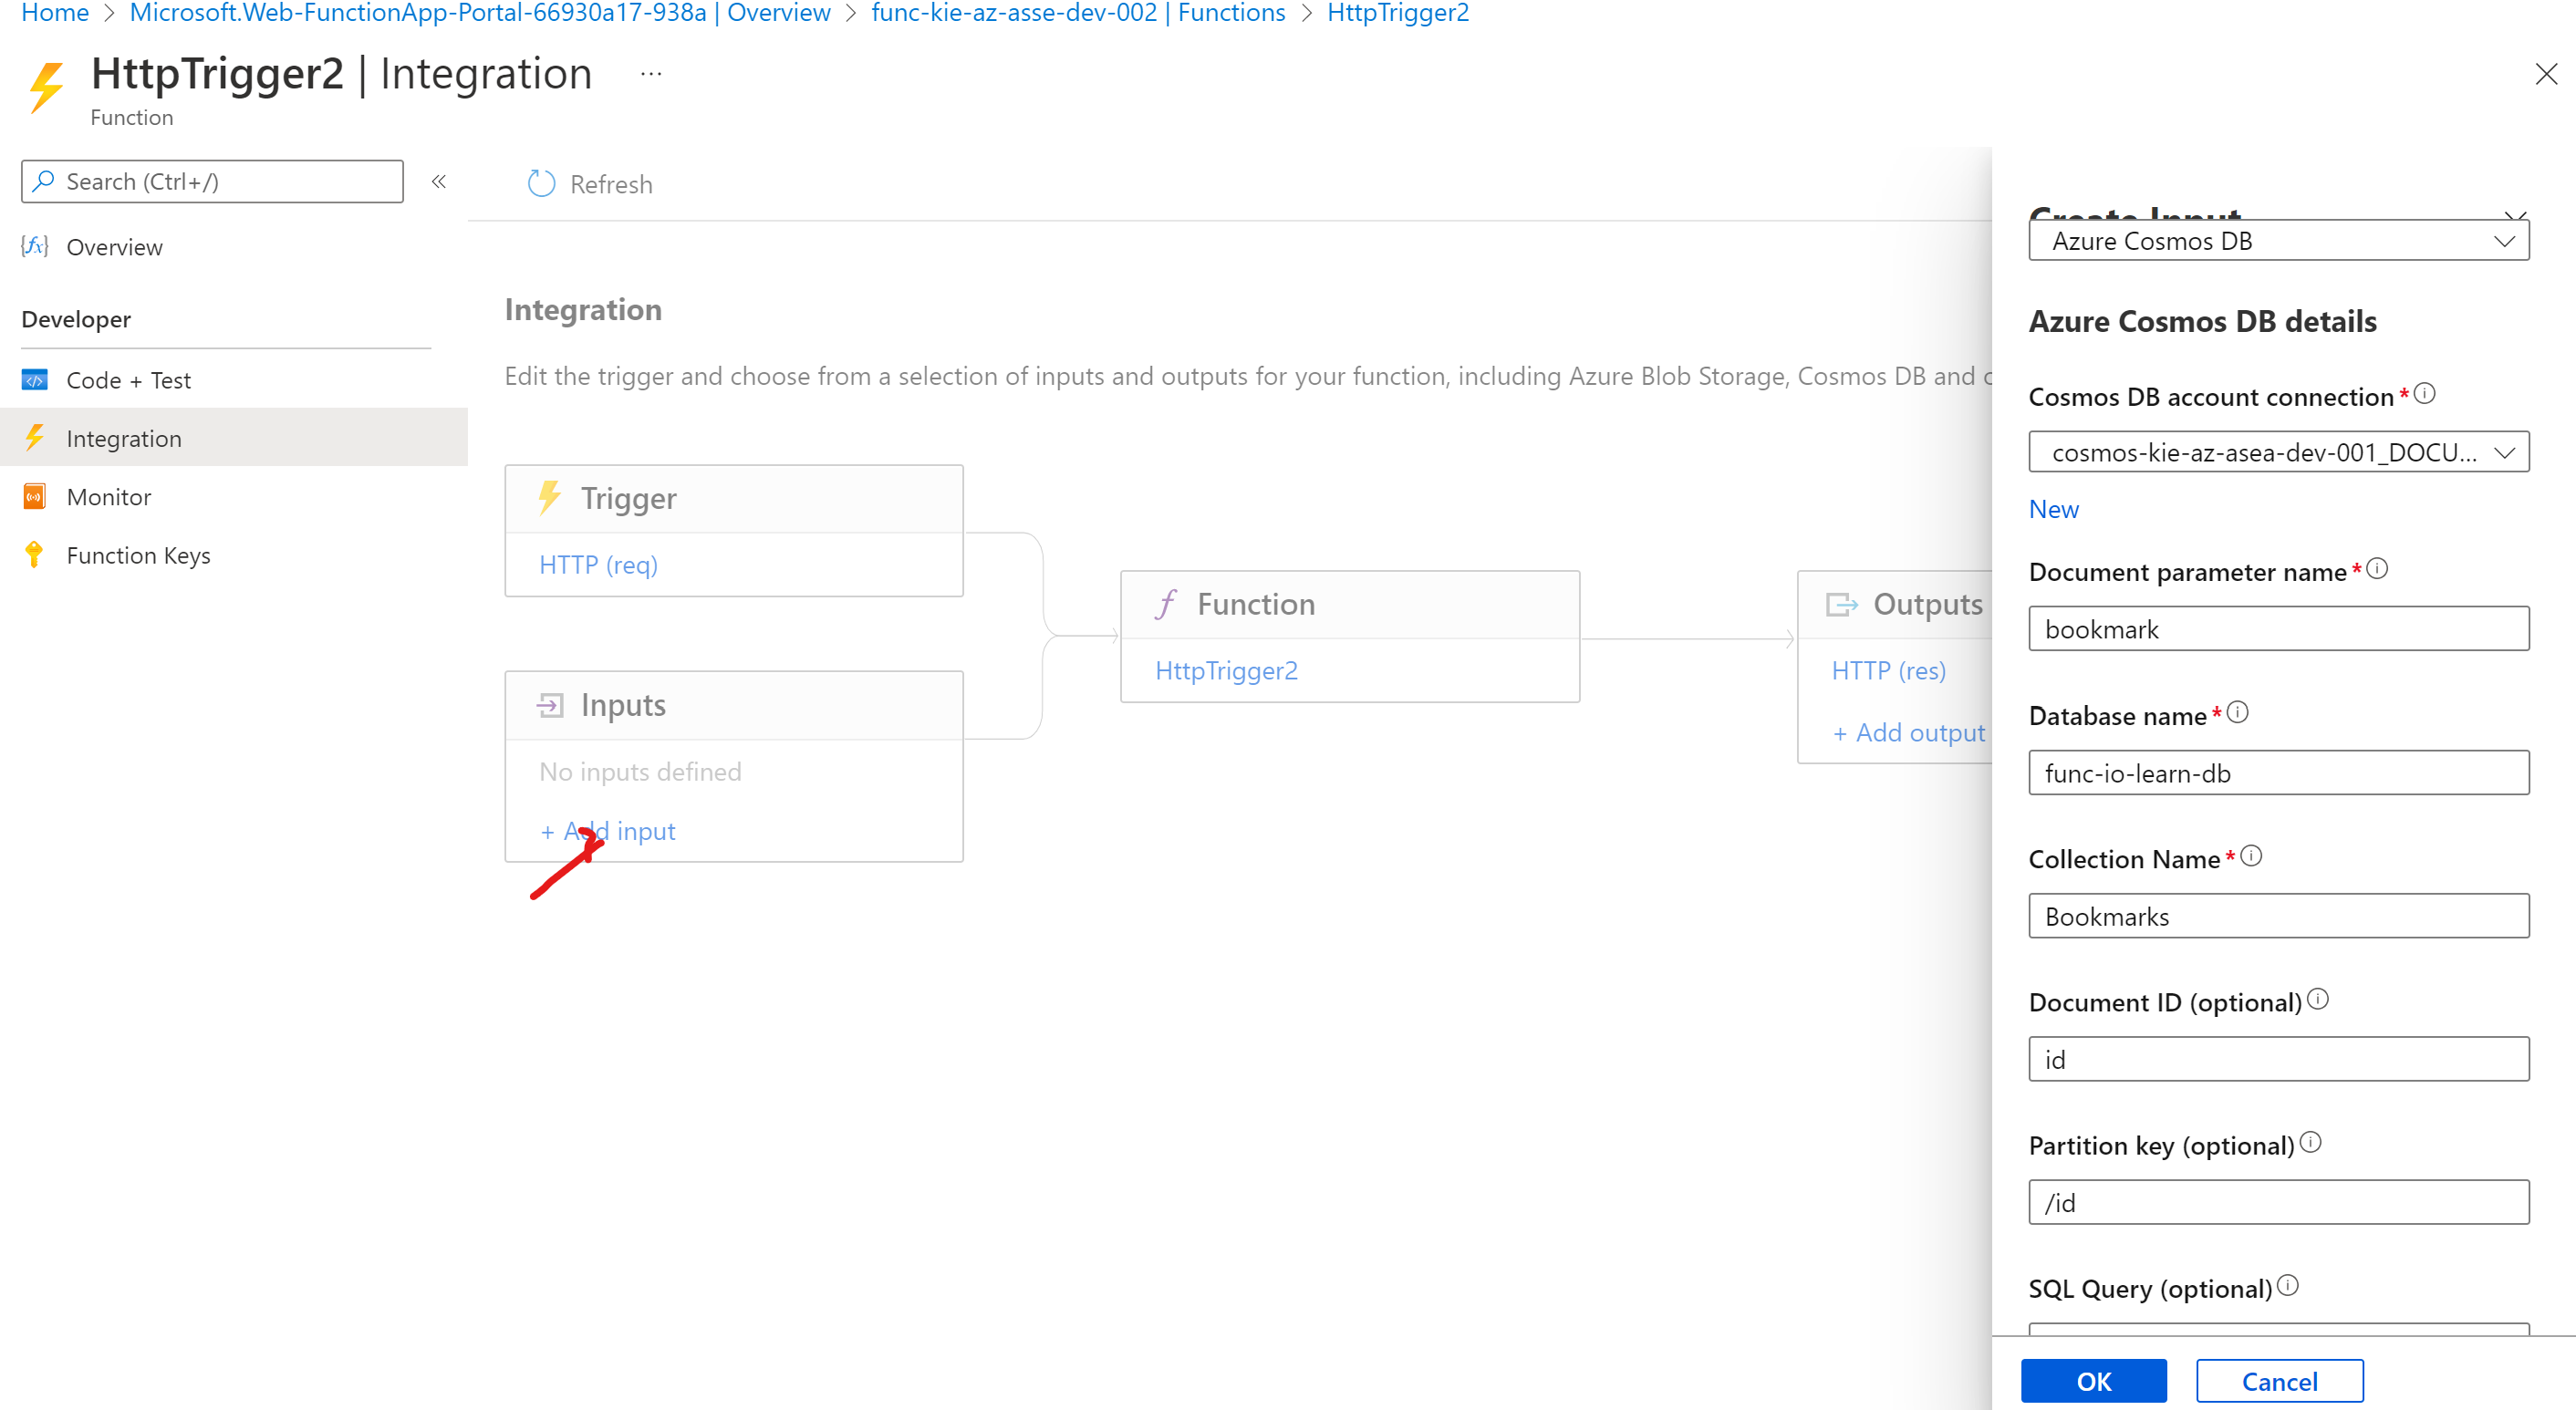 Home > Microsoft.Web-FunctionApp-Portal-66930a17-938a | Overview > func-kie-az-asse-dev-002 | Functions > HttpTrigger2
HttpTrigger2 | Integration ...
Function
Search (Ctrl+/)
«
Overview
Developer
Code + Test
Integration
Monitor
Function Keys
Refresh
Integration
Edit the trigger and choose from a selection of inputs and outputs for your function, including Azure Blob Storage, Cosmos DB and
Trigger
HTTP (req)
Inputs
No inputs defined
+ Add input
Function
HttpTrigger2
Outputs
HTTP (res)
+ Add output
Create Input
Azure Cosmos DB
Azure Cosmos DB details
Cosmos DB account connection *
cosmos-kie-az-asea-dev-001_DOCU...
New
Document parameter name *
bookmark
Database name *
func-io-learn-db
Collection Name *
Bookmarks
Document ID (optional)
id
Partition key (optional)
/id
SQL Query (optional)
OK
Cancel